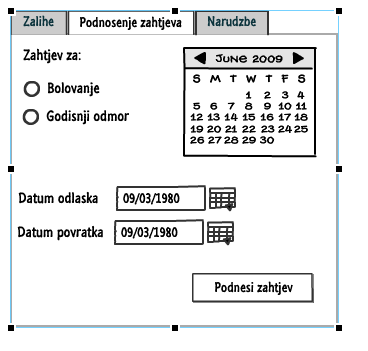 Zalihe Podnosenje zahtjeva Narudzbe
Zahtjev za:
Bolovanje
Godisnji odmor
JUNE 2009
S M T W T F S
1 2 3 4
5 6 7 8 9 10 11
12 13 14 15 16 17 18
19 20 21 22 23 24 25
26 27 28 29 30
Datum odlaska 09/03/1980
Datum povratka 09/03/1980
Podnesi zahtjev